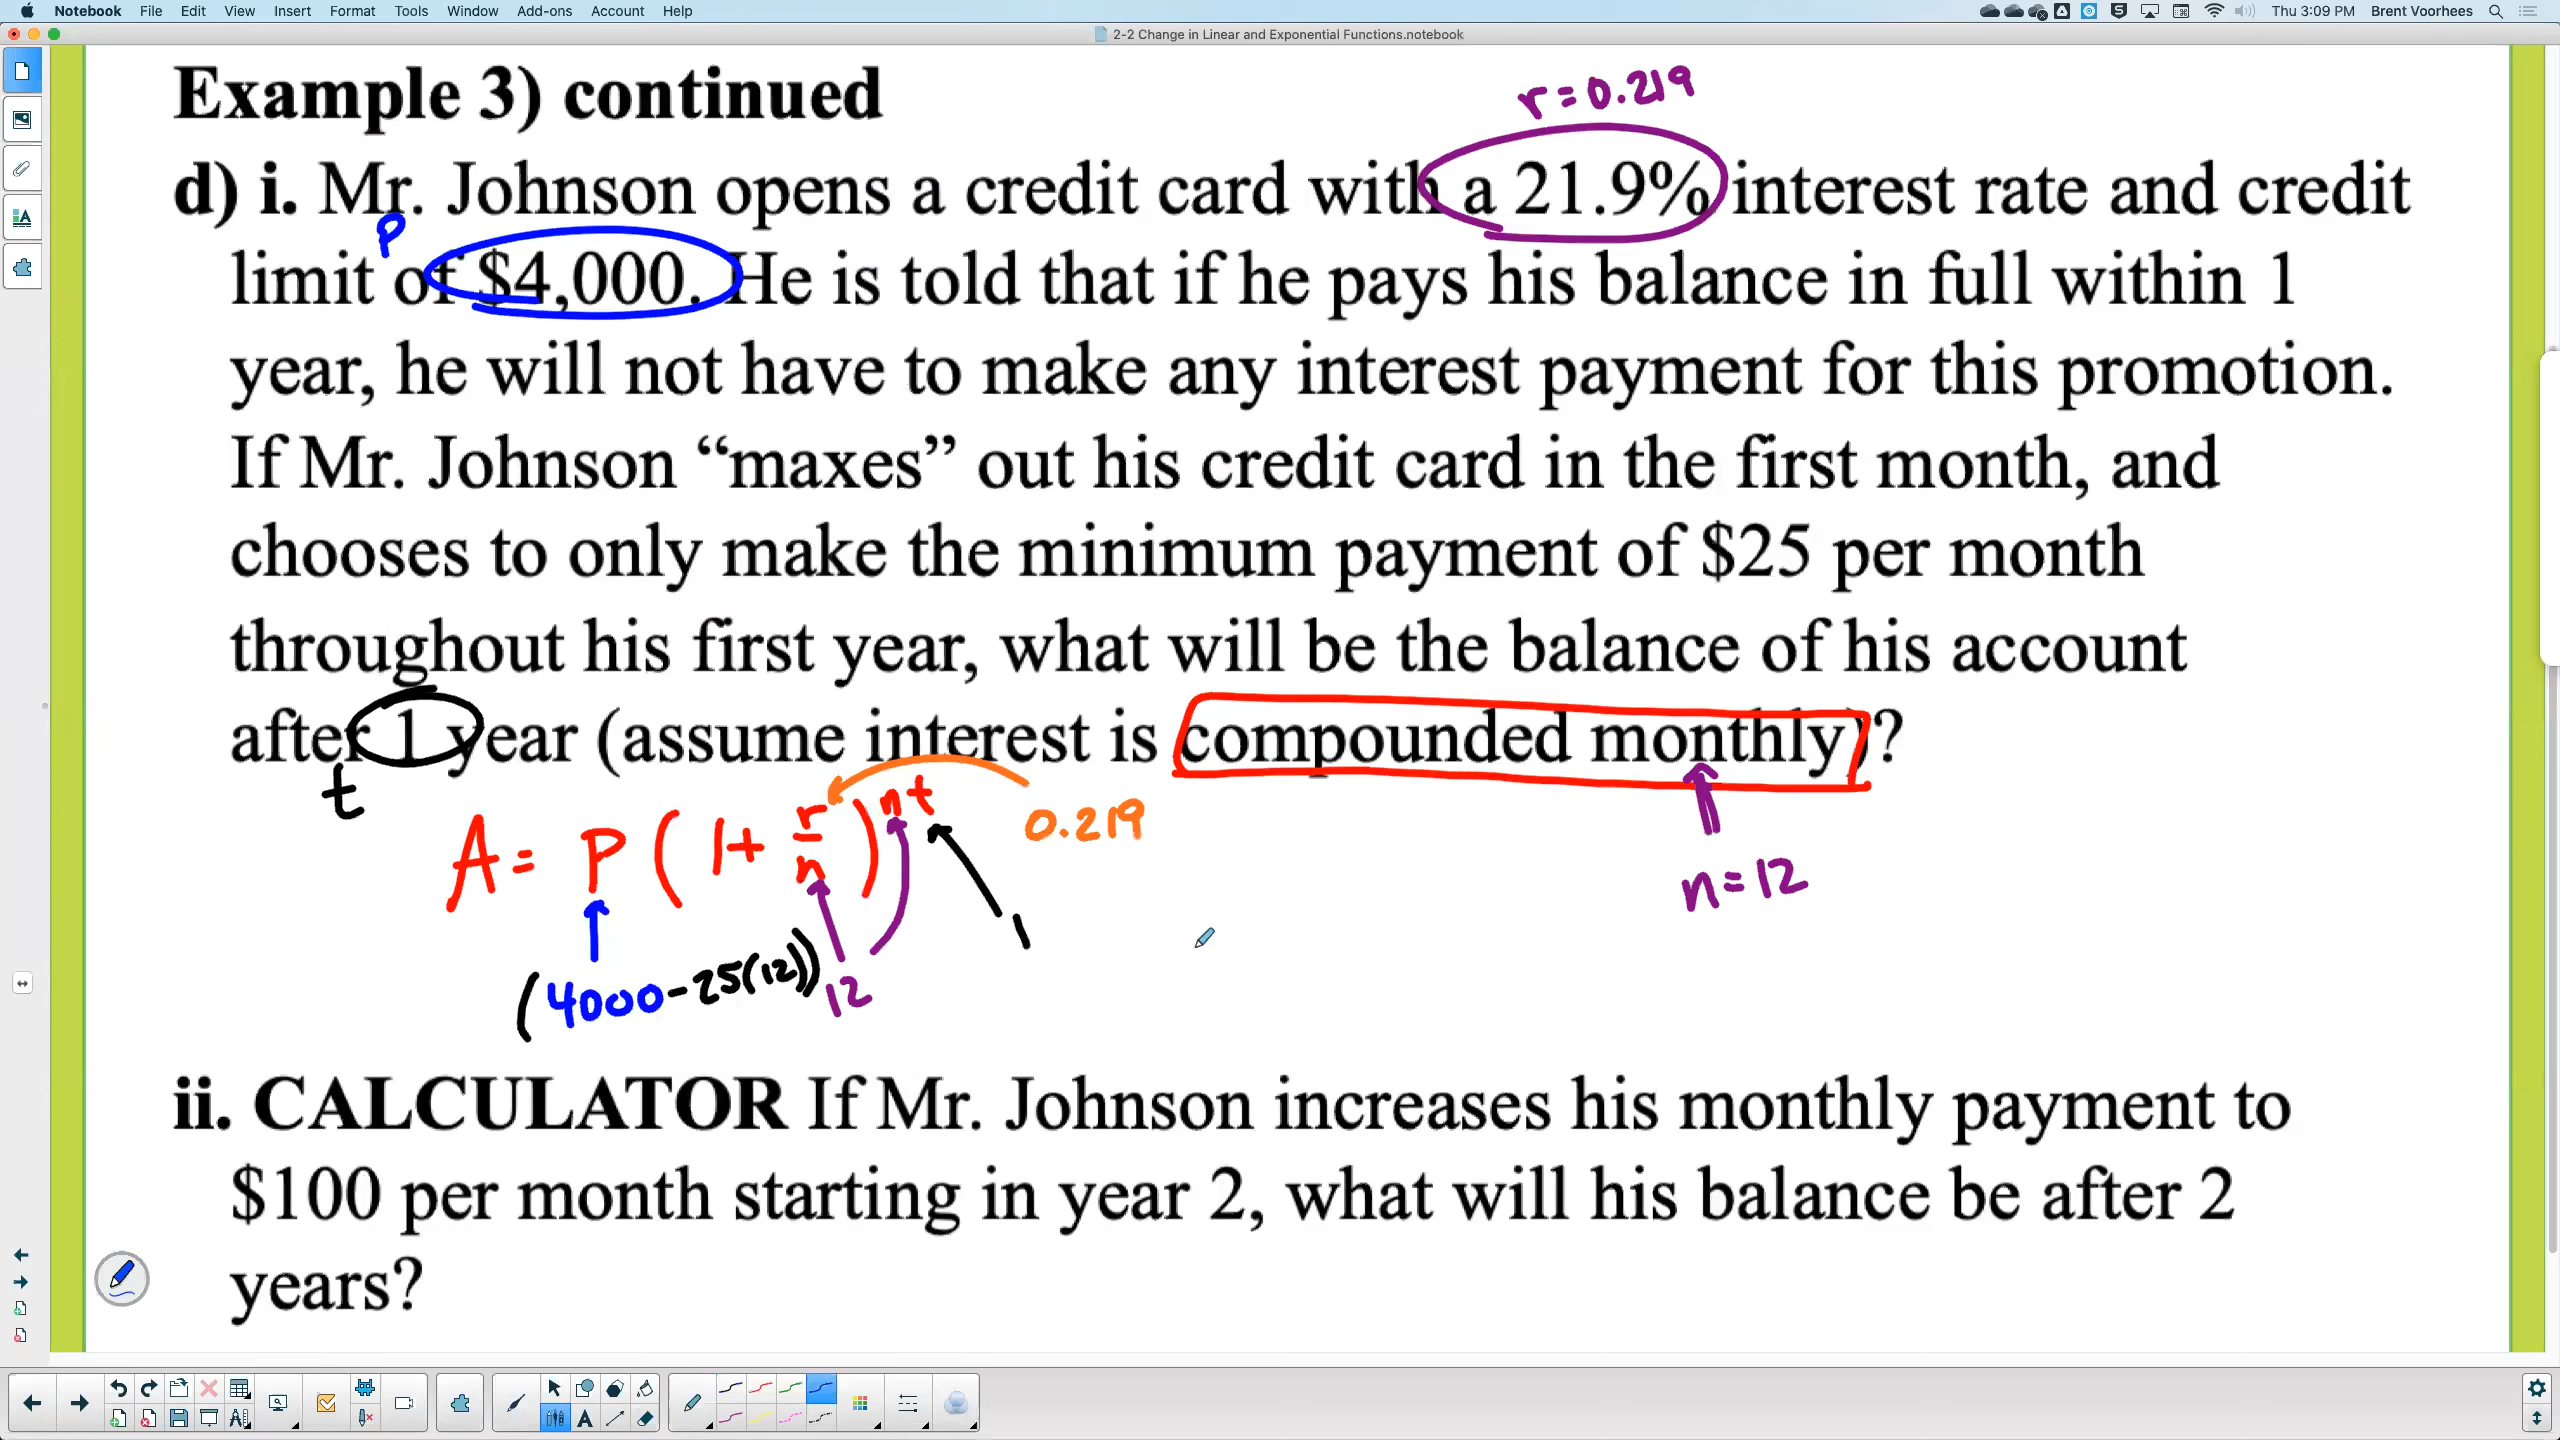 Notebook File Edit View Insert Format Tools Window Add-ons Account Help Thu 3:09 PM Brent Voorhees
2-2 Change in Linear and Exponential Functions.notebook
Example 3) continued
r = 0.219
d) i. Mr. Johnson opens a credit card with a 21.9% interest rate and credit
P
limit of $4,000. He is told that if he pays his balance in full within 1
year, he will not have to make any interest payment for this promotion.
If Mr. Johnson “maxes” out his credit card in the first month, and
chooses to only make the minimum payment of $25 per month
throughout his first year, what will be the balance of his account
after 1 year (assume interest is compounded monthly)?
t
A = P(1 + r/n)^nt 0.219
n = 12
(4000 - 25(12)) 12 1
ii. CALCULATOR If Mr. Johnson increases his monthly payment to
$100 per month starting in year 2, what will his balance be after 2
years?